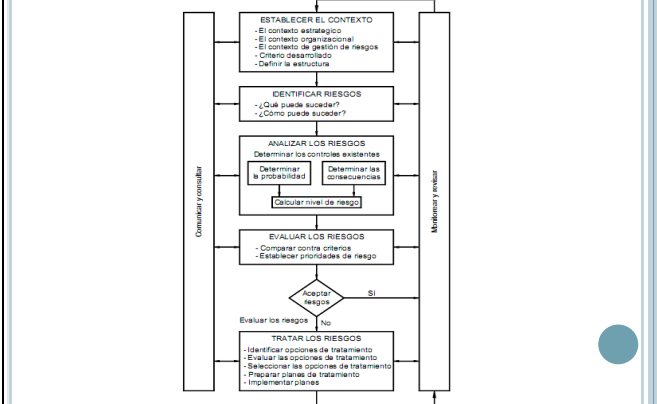 ESTABLECER EL CONTEXTO
- El contexto estrategico
- El contexto organizacional
- El contexto de gestión de riesgos
- Criterio desarrollado
- Definir la estructura
IDENTIFICAR RIESGOS
- ¿Qué puede suceder?
- ¿Cómo puede suceder?
ANALIZAR LOS RIESGOS
Determinar los controles existentes
Determinar
la probabilidad
Determinar las
consecuencias
Calcular nivel de riesgo
EVALUAR LOS RIESGOS
- Comparar contra criterios
- Establecer prioridades de riesgo
Aceptar
riesgos
Sí
Evaluar los riesgos
No
TRATAR LOS RIESGOS
- Identificar opciones de tratamiento
- Evaluar las opciones de tratamiento
- Seleccionar las opciones de tratamiento
- Preparar planes de tratamiento
- Implementar planes
Comunicar y consultar
Monitorear y revisar